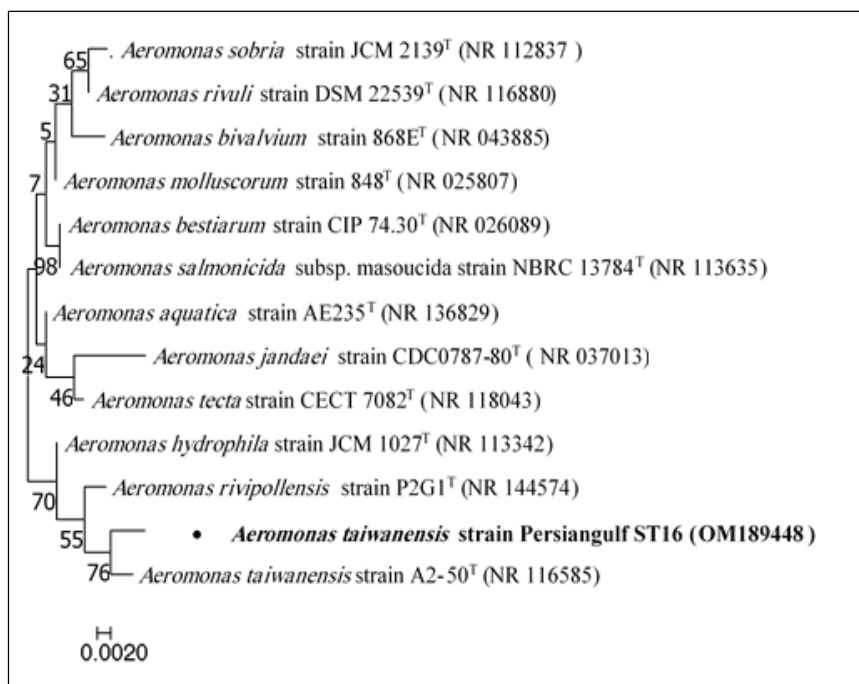 65 . Aeromonas sobria strain JCM 2139ᵀ (NR 112837 )
31 Aeromonas rivuli strain DSM 22539ᵀ (NR 116880)
5 Aeromonas bivalvium strain 868Eᵀ (NR 043885)
7 Aeromonas molluscorum strain 848ᵀ (NR 025807)
Aeromonas bestiarum strain CIP 74.30ᵀ (NR 026089)
98 Aeromonas salmonicida subsp. masoucida strain NBRC 13784ᵀ (NR 113635)
Aeromonas aquatica strain AE235ᵀ (NR 136829)
24 Aeromonas jandaei strain CDC0787-80ᵀ ( NR 037013)
46 Aeromonas tecta strain CECT 7082ᵀ (NR 118043)
Aeromonas hydrophila strain JCM 1027ᵀ (NR 113342)
70 Aeromonas rivipollensis strain P2G1ᵀ (NR 144574)
55 • Aeromonas taiwanensis strain Persiangulf ST16 (OM189448)
76 Aeromonas taiwanensis strain A2-50ᵀ (NR 116585)
0.0020